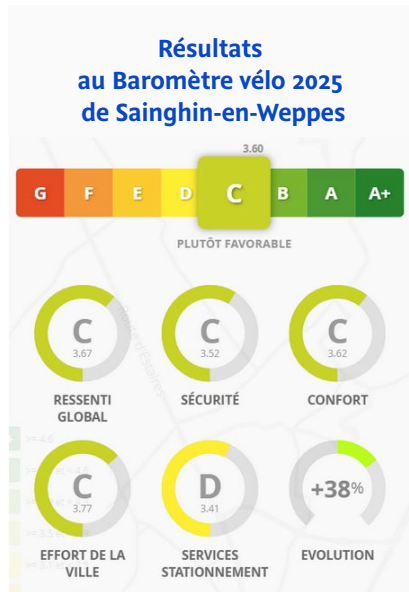 Résultats
au Baromètre vélo 2025
de Sainghin-en-Weppes
3.60
G F E D C B A A+
PLUTÔT FAVORABLE
C
3.67
RESSENTI
GLOBAL
C
3.52
SÉCURITÉ
C
3.62
CONFORT
C
3.77
EFFORT DE LA
VILLE
D
3.41
SERVICES
STATIONNEMENT
+38%
EVOLUTION